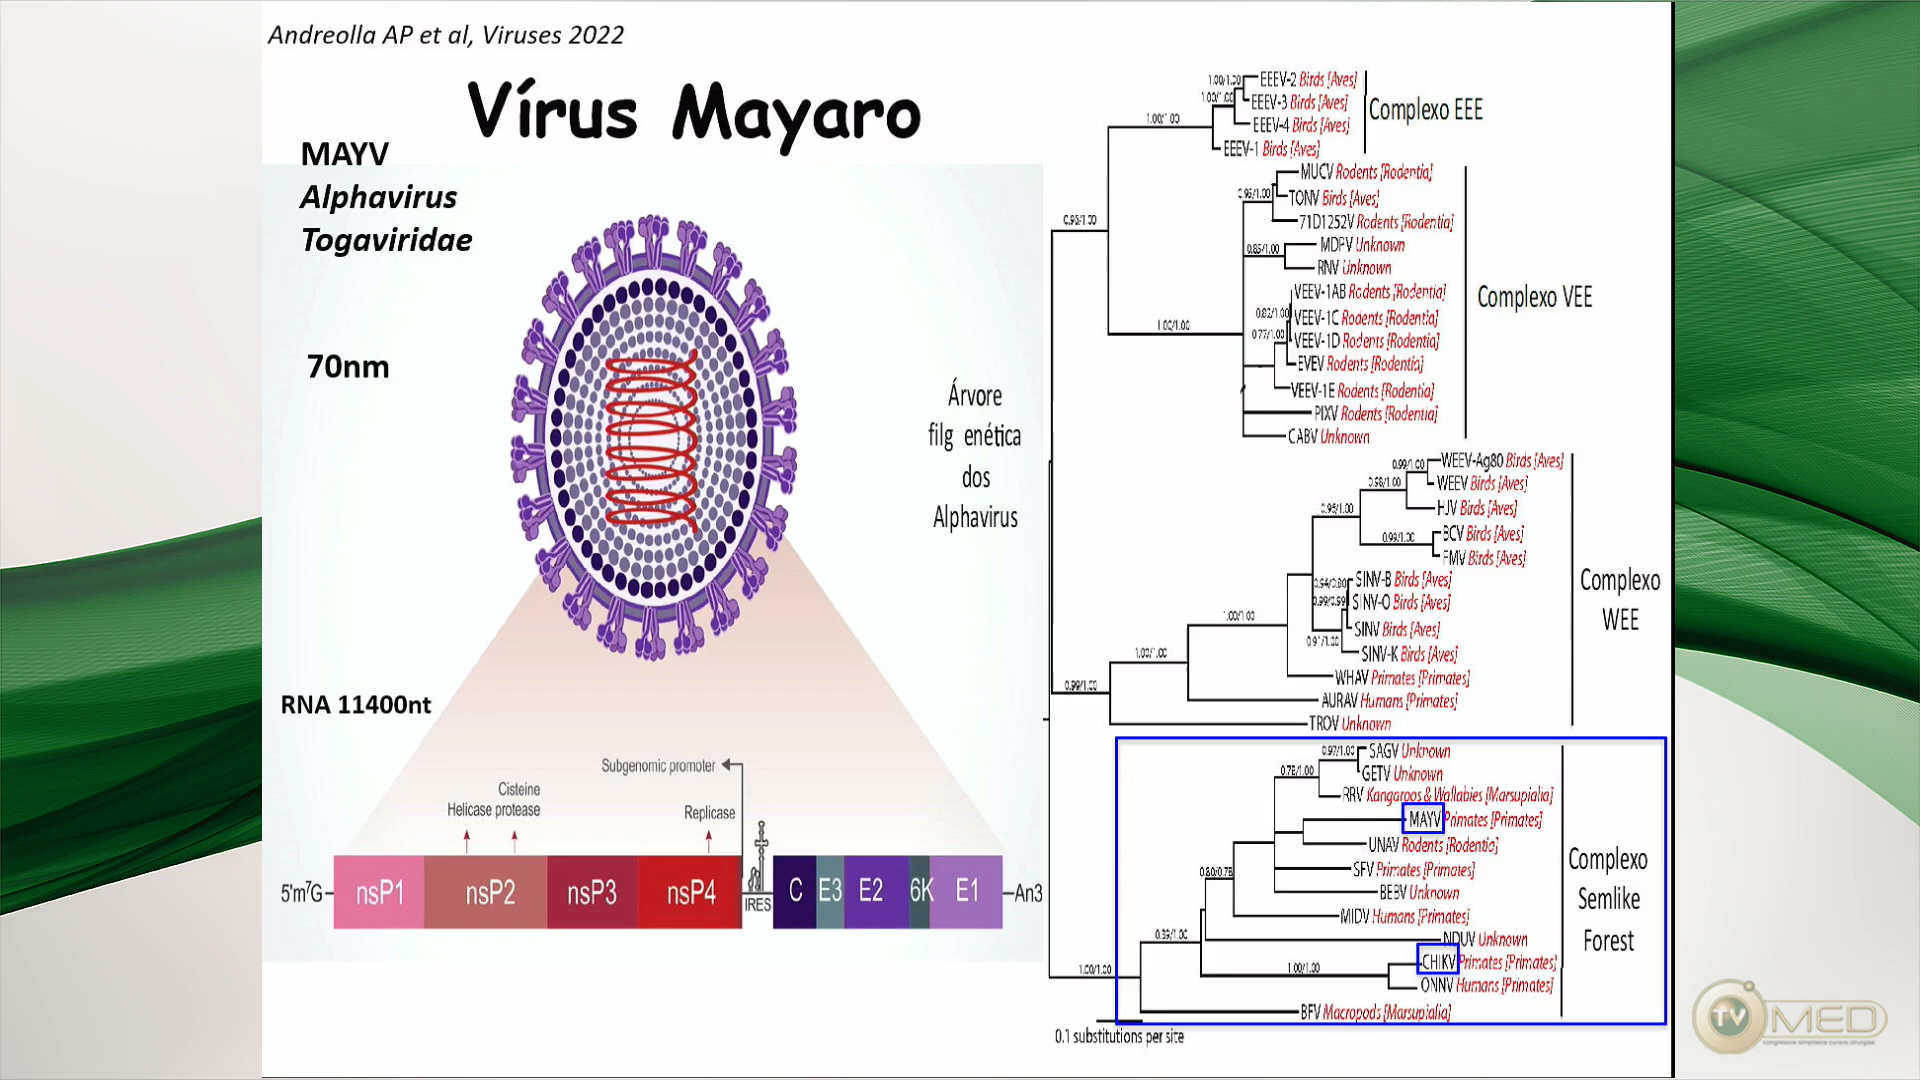 Andreolla AP et al, Viruses 2022
Vírus Mayaro
MAYV
Alphavirus
Togaviridae
70nm
RNA 11400nt
Árvore
filg enética
dos
Alphavirus
Subgenomic promoter
Cisteine
Helicase protease
Replicase
5'm7G
nsP1
nsP2
nsP3
nsP4
IRES
C
E3
E2
6K
E1
An3
1.00/1.00
EEEV-2 Birds [Aves]
EEEV-3 Birds [Aves]
EEEV-4 Birds [Aves]
EEEV-1 Birds [Aves]
Complexo EEE
MUCV Rodents [Rodentia]
TONV Birds [Aves]
71D1252V Rodents [Rodentia]
MDPV Unknown
RNV Unknown
VEEV-1AB Rodents [Rodentia]
VEEV-1C Rodents [Rodentia]
VEEV-1D Rodents [Rodentia]
EVEV Rodents [Rodentia]
VEEV-1E Rodents [Rodentia]
PIXV Rodents [Rodentia]
CABV Unknown
Complexo VEE
WEEV-Ag80 Birds [Aves]
WEEV Birds [Aves]
HJV Birds [Aves]
BCV Birds [Aves]
FMV Birds [Aves]
SINV-B Birds [Aves]
SINV-O Birds [Aves]
SINV Birds [Aves]
SINV-K Birds [Aves]
WHAV Primates [Primates]
AURAV Humans [Primates]
TROV Unknown
Complexo
WEE
SAGV Unknown
GETV Unknown
RRV Kangaroos & Wallabies [Marsupialia]
MAYV Primates [Primates]
UNAV Rodents [Rodentia]
SFV Primates [Primates]
BEBV Unknown
MIDV Humans [Primates]
NDUV Unknown
CHIKV Primates [Primates]
ONNV Humans [Primates]
BFV Macropods [Marsupialia]
Complexo
Semlike
Forest
0.1 substitutions per site
TV MED